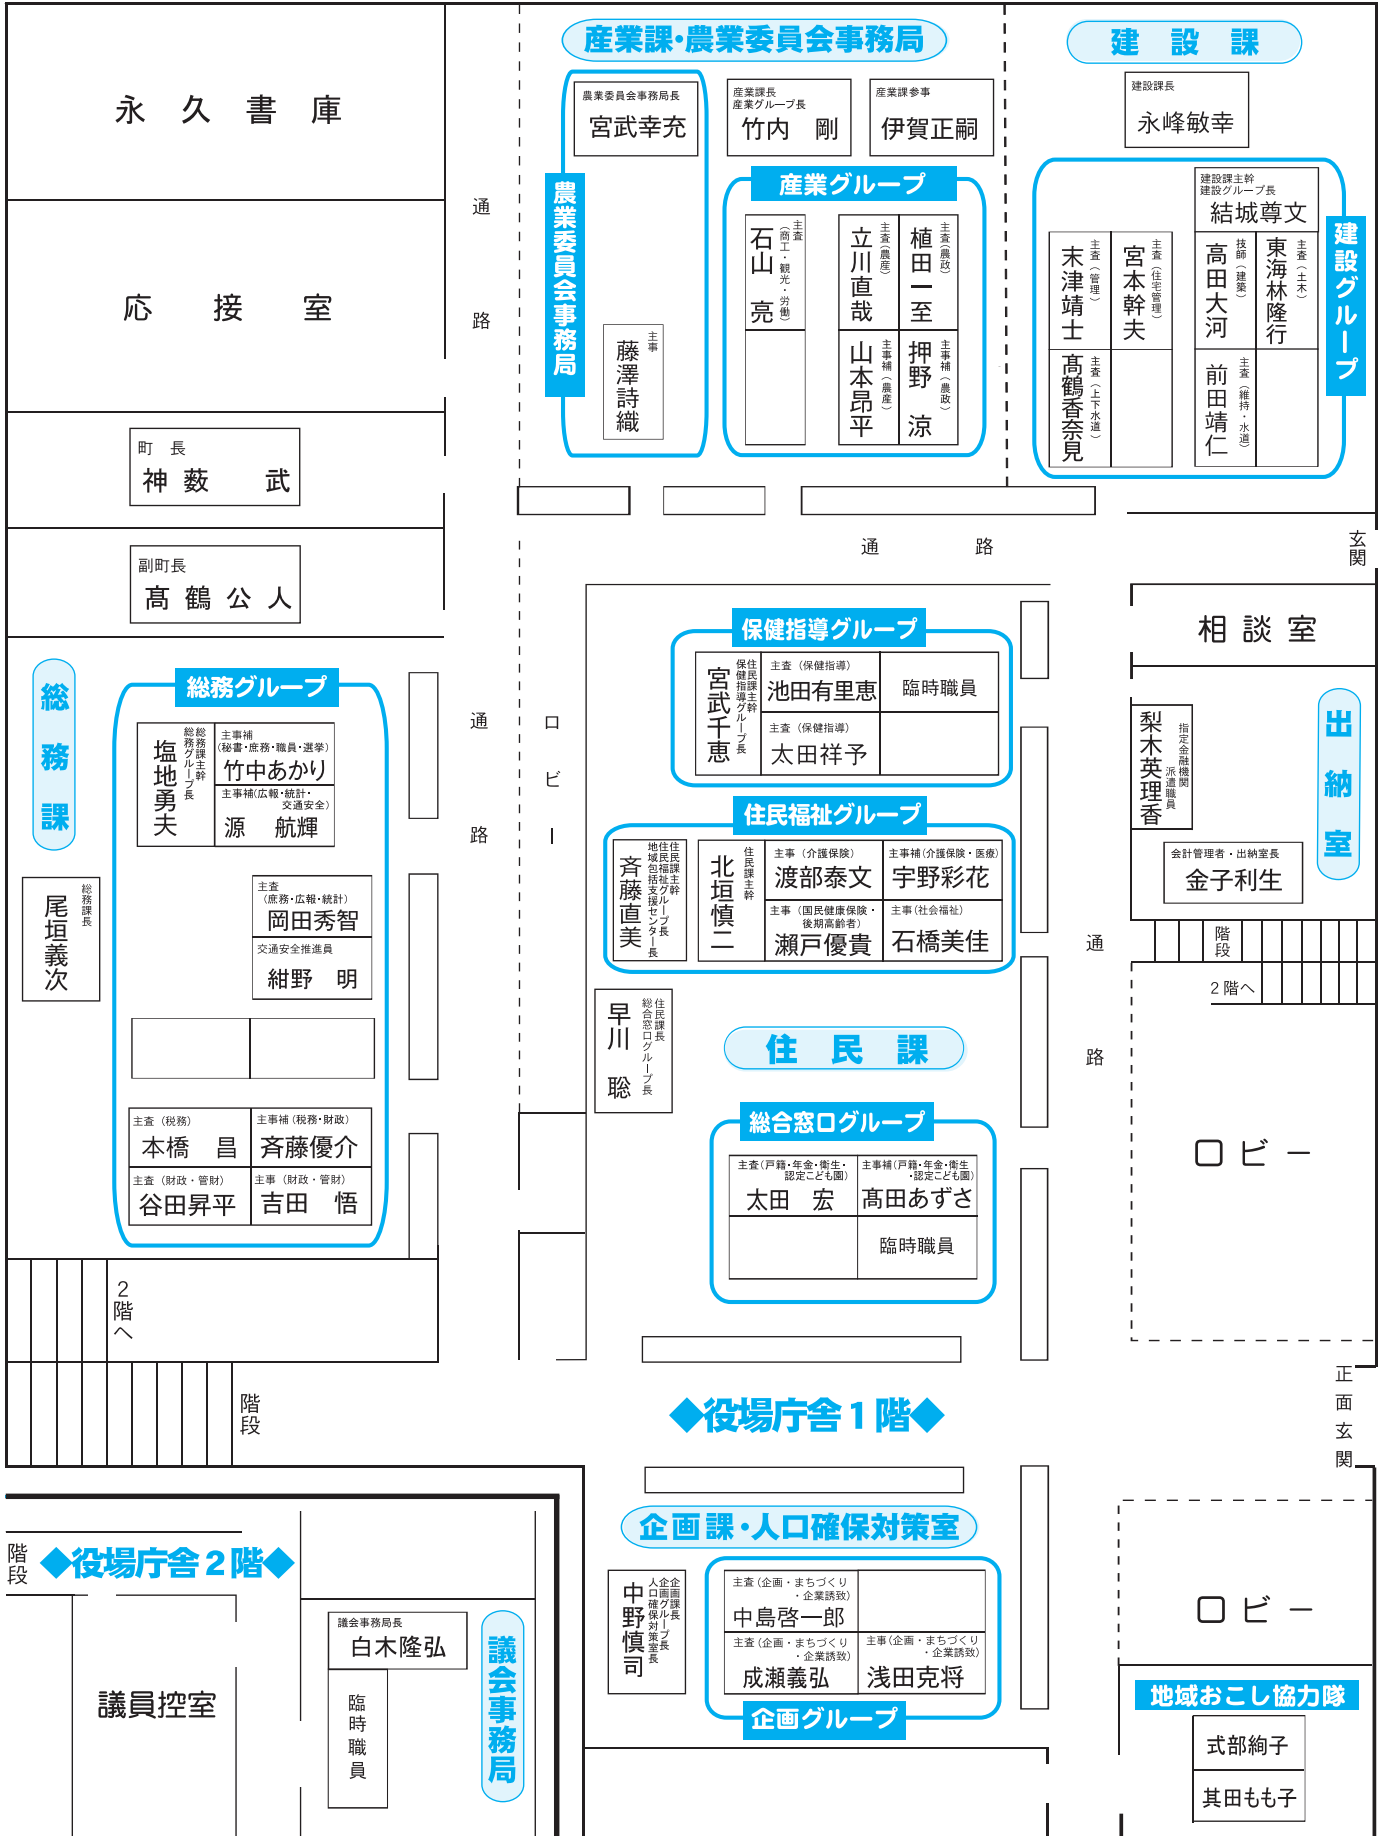 永久書庫
応接室
町長
神薮 武
副町長
髙鶴公人
通
路
産業課・農業委員会事務局
農業委員会事務局長
宮武幸充
農業委員会事務局
主事
藤澤詩織
産業課長
産業グループ長
竹内 剛
産業課参事
伊賀正嗣
産業グループ
主査
（商工・観光・労働）
石山 亮
主査（農産）
立川直哉
主査（農政）
植田一至
主事補（農産）
山本昂平
主事補（農政）
押野 涼
建設課
建設課長
永峰敏幸
建設グループ
建設課主幹
建設グループ長
結城尊文
主査（管理）
末津靖士
主査（住宅管理）
宮本幹夫
技師（建築）
高田大河
主査（土木）
東海林隆行
主査（上下水道）
髙鶴香奈見
主査（維持・水道）
前田靖仁
通 路
玄関
総務課
総務課長
尾垣義次
総務グループ
総務課主幹
総務グループ長
塩地勇夫
主事補
（秘書・庶務・職員・選挙）
竹中あかり
主事補（広報・統計・
交通安全）
源 航輝
主査
（庶務・広報・統計）
岡田秀智
交通安全推進員
紺野 明
主査（税務）
本橋 昌
主事補（税務・財政）
斉藤優介
主査（財政・管財）
谷田昇平
主事（財政・管財）
吉田 悟
通
路
ロビー
保健指導グループ
住民課主幹
保健指導グループ長
宮武千恵
主査（保健指導）
池田有里恵
臨時職員
主査（保健指導）
太田祥予
住民福祉グループ
住民課主幹
住民福祉グループ長
地域包括支援センター長
斉藤直美
住民課主幹
北垣慎二
主事（介護保険）
渡部泰文
主事補（介護保険・医療）
宇野彩花
主事（国民健康保険・
後期高齢者）
瀬戸優貴
主事（社会福祉）
石橋美佳
住民課長
総合窓口グループ長
早川 聡
住民課
総合窓口グループ
主査（戸籍・年金・衛生・
認定こども園）
太田 宏
主事補（戸籍・年金・衛生
・認定こども園）
髙田あずさ
臨時職員
相談室
出納室
指定金融機関
派遣職員
梨木英理香
会計管理者・出納室長
金子利生
階段
２階へ
通
路
ロビー
２階へ
階段
◆役場庁舎１階◆
正面玄関
階段
◆役場庁舎２階◆
議員控室
議会事務局長
白木隆弘
臨時職員
議会事務局
企画課・人口確保対策室
企画課長
企画グループ長
人口確保対策室長
中野慎司
主査（企画・まちづくり
・企業誘致）
中島啓一郎
主査（企画・まちづくり
・企業誘致）
成瀬義弘
主事（企画・まちづくり
・企業誘致）
浅田克将
企画グループ
ロビー
地域おこし協力隊
式部絢子
其田もも子